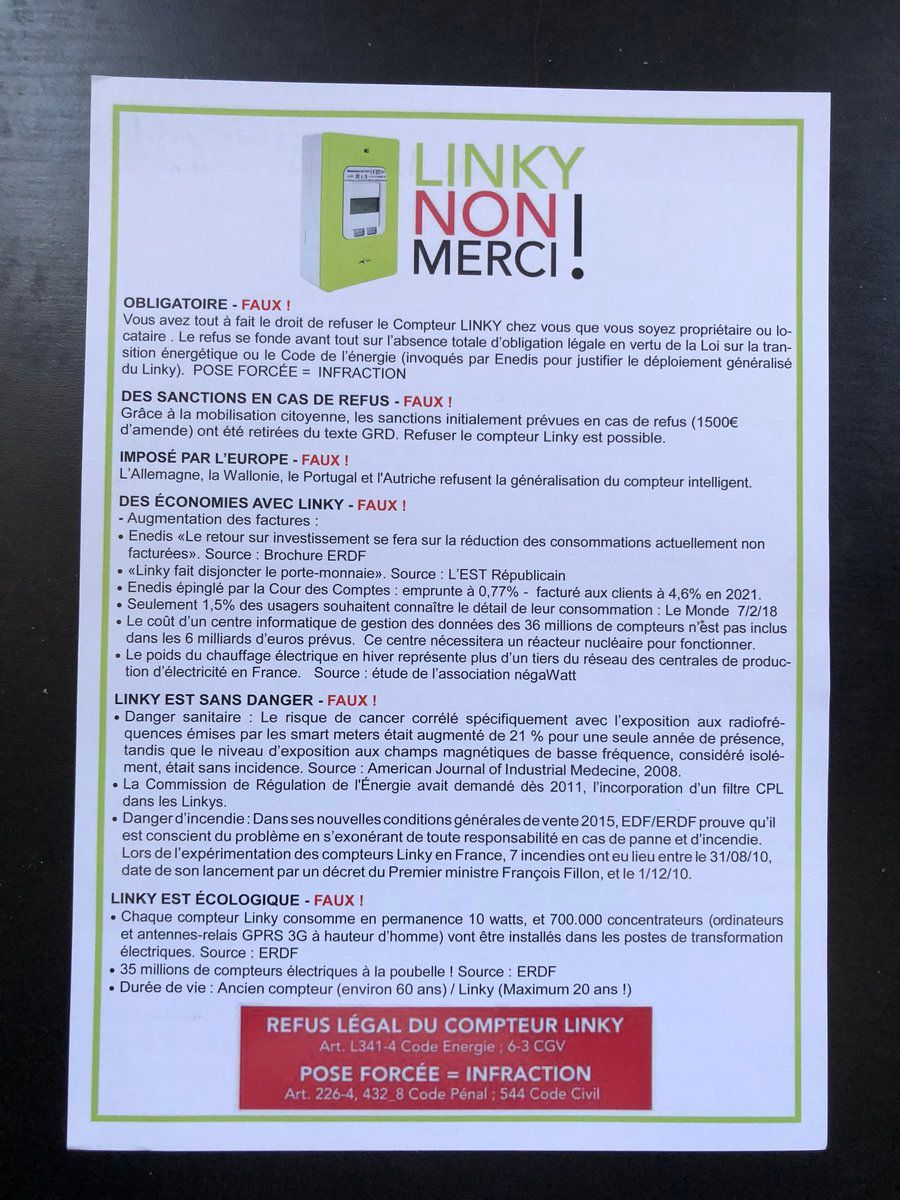 LINKY
NON
MERCI !
OBLIGATOIRE - FAUX !
Vous avez tout à fait le droit de refuser le Compteur LINKY chez vous que vous soyez propriétaire ou lo-
cataire . Le refus se fonde avant tout sur l'absence totale d'obligation légale en vertu de la Loi sur la tran-
sition énergétique ou le Code de l'énergie (invoqués par Enedis pour justifier le déploiement généralisé
du Linky). POSE FORCÉE = INFRACTION
DES SANCTIONS EN CAS DE REFUS - FAUX !
Grâce à la mobilisation citoyenne, les sanctions initialement prévues en cas de refus (1500€
d'amende) ont été retirées du texte GRD. Refuser le compteur Linky est possible.
IMPOSÉ PAR L'EUROPE - FAUX !
L'Allemagne, la Wallonie, le Portugal et l'Autriche refusent la généralisation du compteur intelligent.
DES ÉCONOMIES AVEC LINKY - FAUX !
- Augmentation des factures :
• Enedis «Le retour sur investissement se fera sur la réduction des consommations actuellement non
facturées». Source : Brochure ERDF
• «Linky fait disjoncter le porte-monnaie». Source : L'EST Républicain
• Enedis épinglé par la Cour des Comptes : emprunte à 0,77% - facturé aux clients à 4,6% en 2021.
• Seulement 1,5% des usagers souhaitent connaître le détail de leur consommation : Le Monde 7/2/18
• Le coût d'un centre informatique de gestion des données des 36 millions de compteurs n'est pas inclus
dans les 6 milliards d'euros prévus. Ce centre nécessitera un réacteur nucléaire pour fonctionner.
• Le poids du chauffage électrique en hiver représente plus d'un tiers du réseau des centrales de produc-
tion d'électricité en France. Source : étude de l'association négaWatt
LINKY EST SANS DANGER - FAUX !
• Danger sanitaire : Le risque de cancer corrélé spécifiquement avec l'exposition aux radiofré-
quences émises par les smart meters était augmenté de 21 % pour une seule année de présence,
tandis que le niveau d'exposition aux champs magnétiques de basse fréquence, considéré isolé-
ment, était sans incidence. Source : American Journal of Industrial Medecine, 2008.
• La Commission de Régulation de l'Énergie avait demandé dès 2011, l'incorporation d'un filtre CPL
dans les Linkys.
• Danger d'incendie : Dans ses nouvelles conditions générales de vente 2015, EDF/ERDF prouve qu'il
est conscient du problème en s'exonérant de toute responsabilité en cas de panne et d'incendie.
Lors de l'expérimentation des compteurs Linky en France, 7 incendies ont eu lieu entre le 31/08/10,
date de son lancement par un décret du Premier ministre François Fillon, et le 1/12/10.
LINKY EST ÉCOLOGIQUE - FAUX !
• Chaque compteur Linky consomme en permanence 10 watts, et 700.000 concentrateurs (ordinateurs
et antennes-relais GPRS 3G à hauteur d'homme) vont être installés dans les postes de transformation
électriques. Source : ERDF
• 35 millions de compteurs électriques à la poubelle ! Source : ERDF
• Durée de vie : Ancien compteur (environ 60 ans) / Linky (Maximum 20 ans !)
REFUS LÉGAL DU COMPTEUR LINKY
Art. L341-4 Code Energie ; 6-3 CGV
POSE FORCÉE = INFRACTION
Art. 226-4, 432_8 Code Pénal ; 544 Code Civil